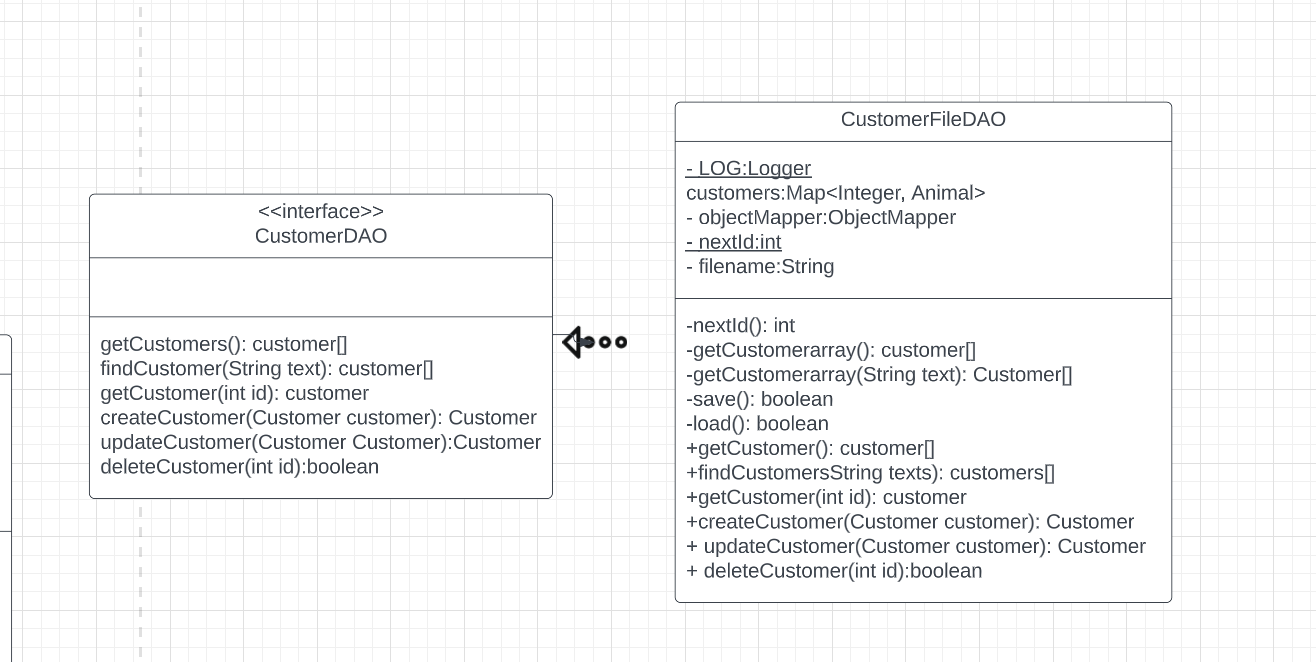 <<interface>>
CustomerDAO
getCustomers(): customer[]
findCustomer(String text): customer[]
getCustomer(int id): customer
createCustomer(Customer customer): Customer
updateCustomer(Customer Customer):Customer
deleteCustomer(int id):boolean
CustomerFileDAO
- LOG:Logger
customers:Map<Integer, Animal>
- objectMapper:ObjectMapper
- nextId:int
- filename:String
-nextId(): int
-getCustomerarray(): customer[]
-getCustomerarray(String text): Customer[]
-save(): boolean
-load(): boolean
+getCustomer(): customer[]
+findCustomersString texts): customers[]
+getCustomer(int id): customer
+createCustomer(Customer customer): Customer
+ updateCustomer(Customer customer): Customer
+ deleteCustomer(int id):boolean